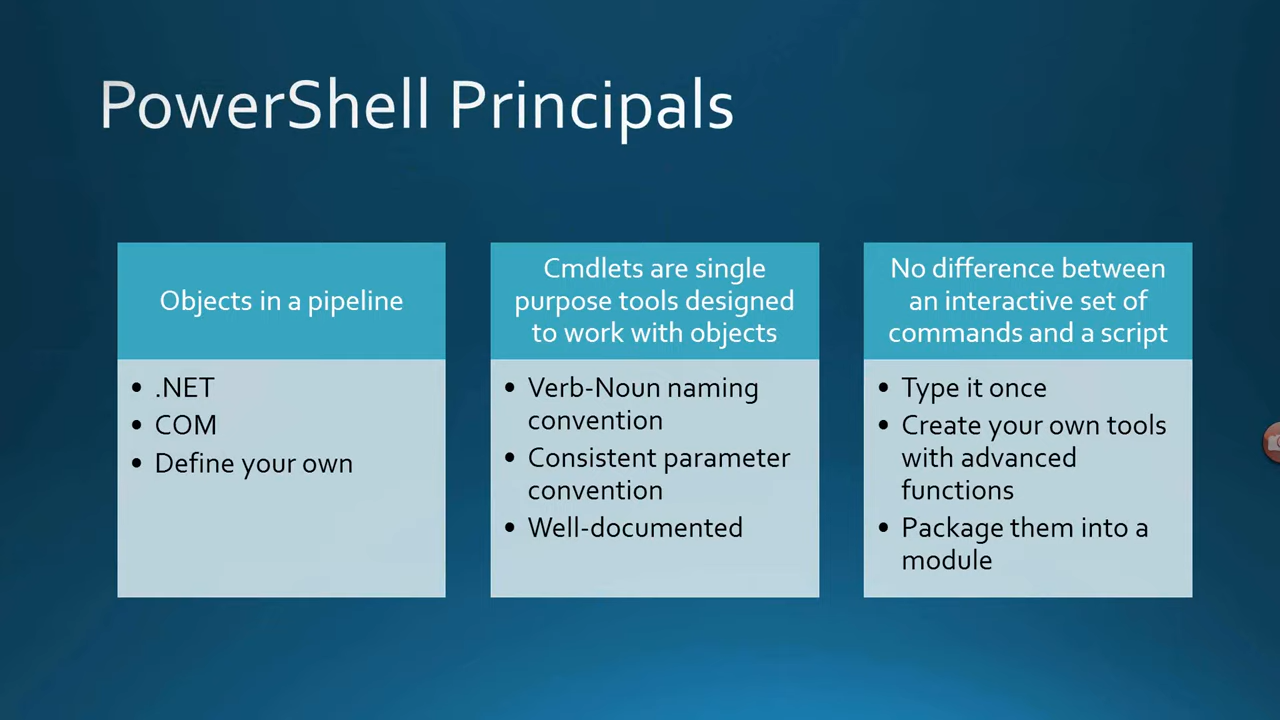 PowerShell Principals
Objects in a pipeline
• .NET
• COM
• Define your own
Cmdlets are single
purpose tools designed
to work with objects
• Verb-Noun naming
convention
• Consistent parameter
convention
• Well-documented
No difference between
an interactive set of
commands and a script
• Type it once
• Create your own tools
with advanced
functions
• Package them into a
module